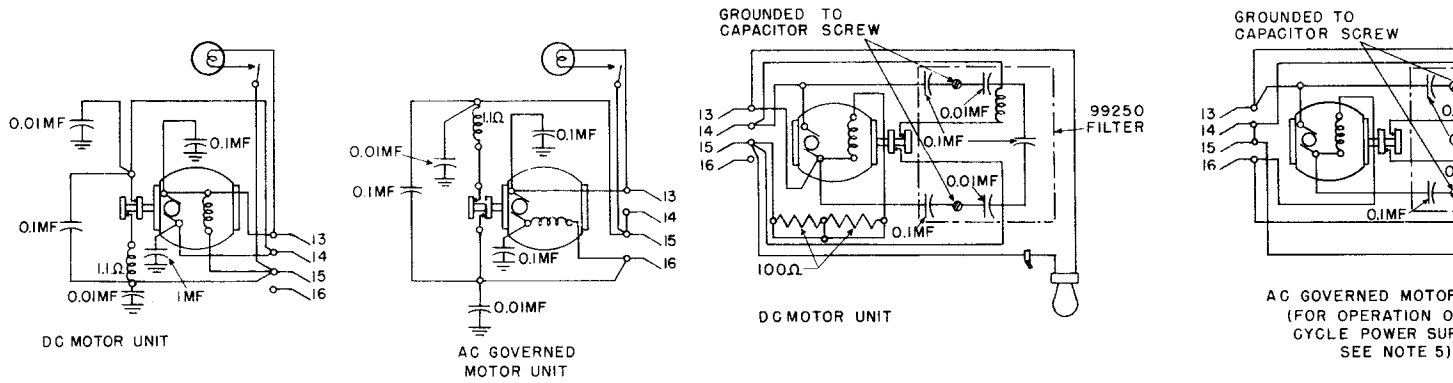 0.01MF
0.1MF
0.1MF
1.1Ω
0.01MF
1MF
13
14
15
16
DC MOTOR UNIT
0.01MF
0.1MF
1.1Ω
0.1MF
0.1MF
0.01MF
13
14
15
16
AC GOVERNED
MOTOR UNIT
GROUNDED TO
CAPACITOR SCREW
13
14
15
16
0.01MF
0.1MF
0.01MF
0.1MF
100Ω
99250
FILTER
DC MOTOR UNIT
GROUNDED TO
CAPACITOR SCREW
13
14
15
16
0.1MF
AC GOVERNED MOTOR
(FOR OPERATION O
CYCLE POWER SUP
SEE NOTE 5)